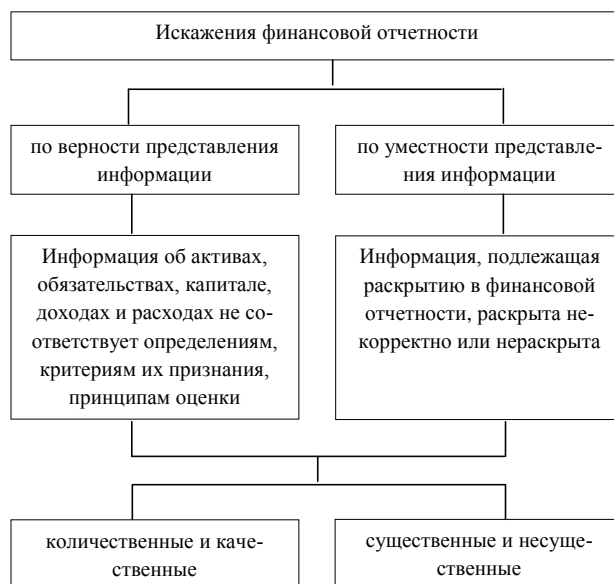 Искажения финансовой отчетности
по верности представления
информации
по уместности представле-
ния информации
Информация об активах,
обязательствах, капитале,
доходах и расходах не со-
ответствует определениям,
критериям их признания,
принципам оценки
Информация, подлежащая
раскрытию в финансовой
отчетности, раскрыта не-
корректно или нераскрыта
количественные и каче-
ственные
существенные и несуще-
ственные